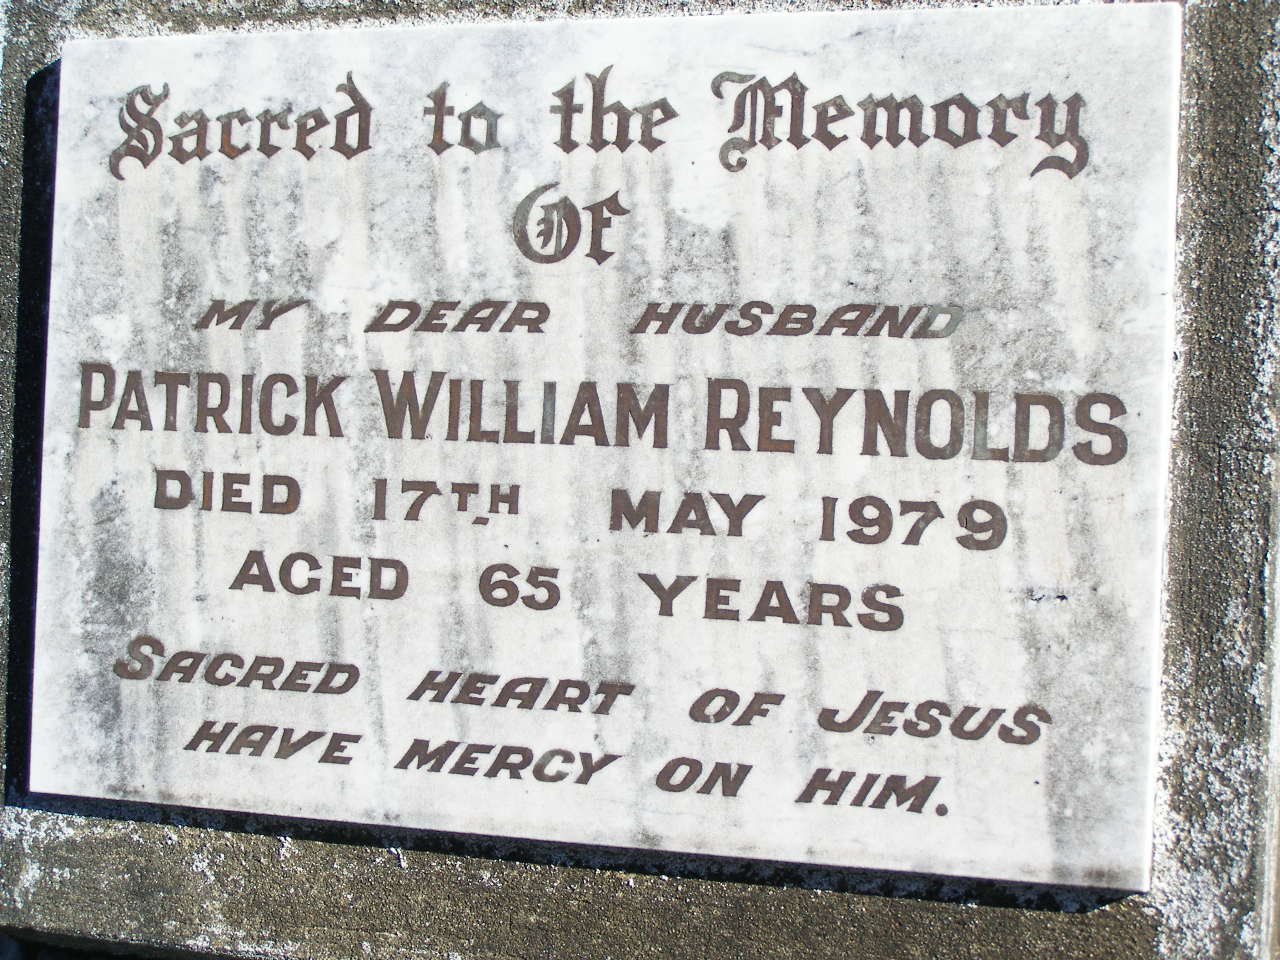 Sacred to the Memory
Of
MY DEAR HUSBAND
PATRICK WILLIAM REYNOLDS
DIED 17TH MAY 1979
AGED 65 YEARS
SACRED HEART OF JESUS
HAVE MERCY ON HIM.